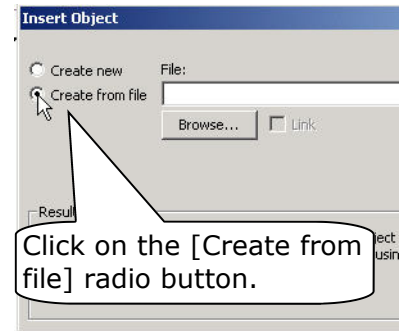 Insert Object
Create new File:
Create from file
Browse... Link
Click on the [Create from
file] radio button.